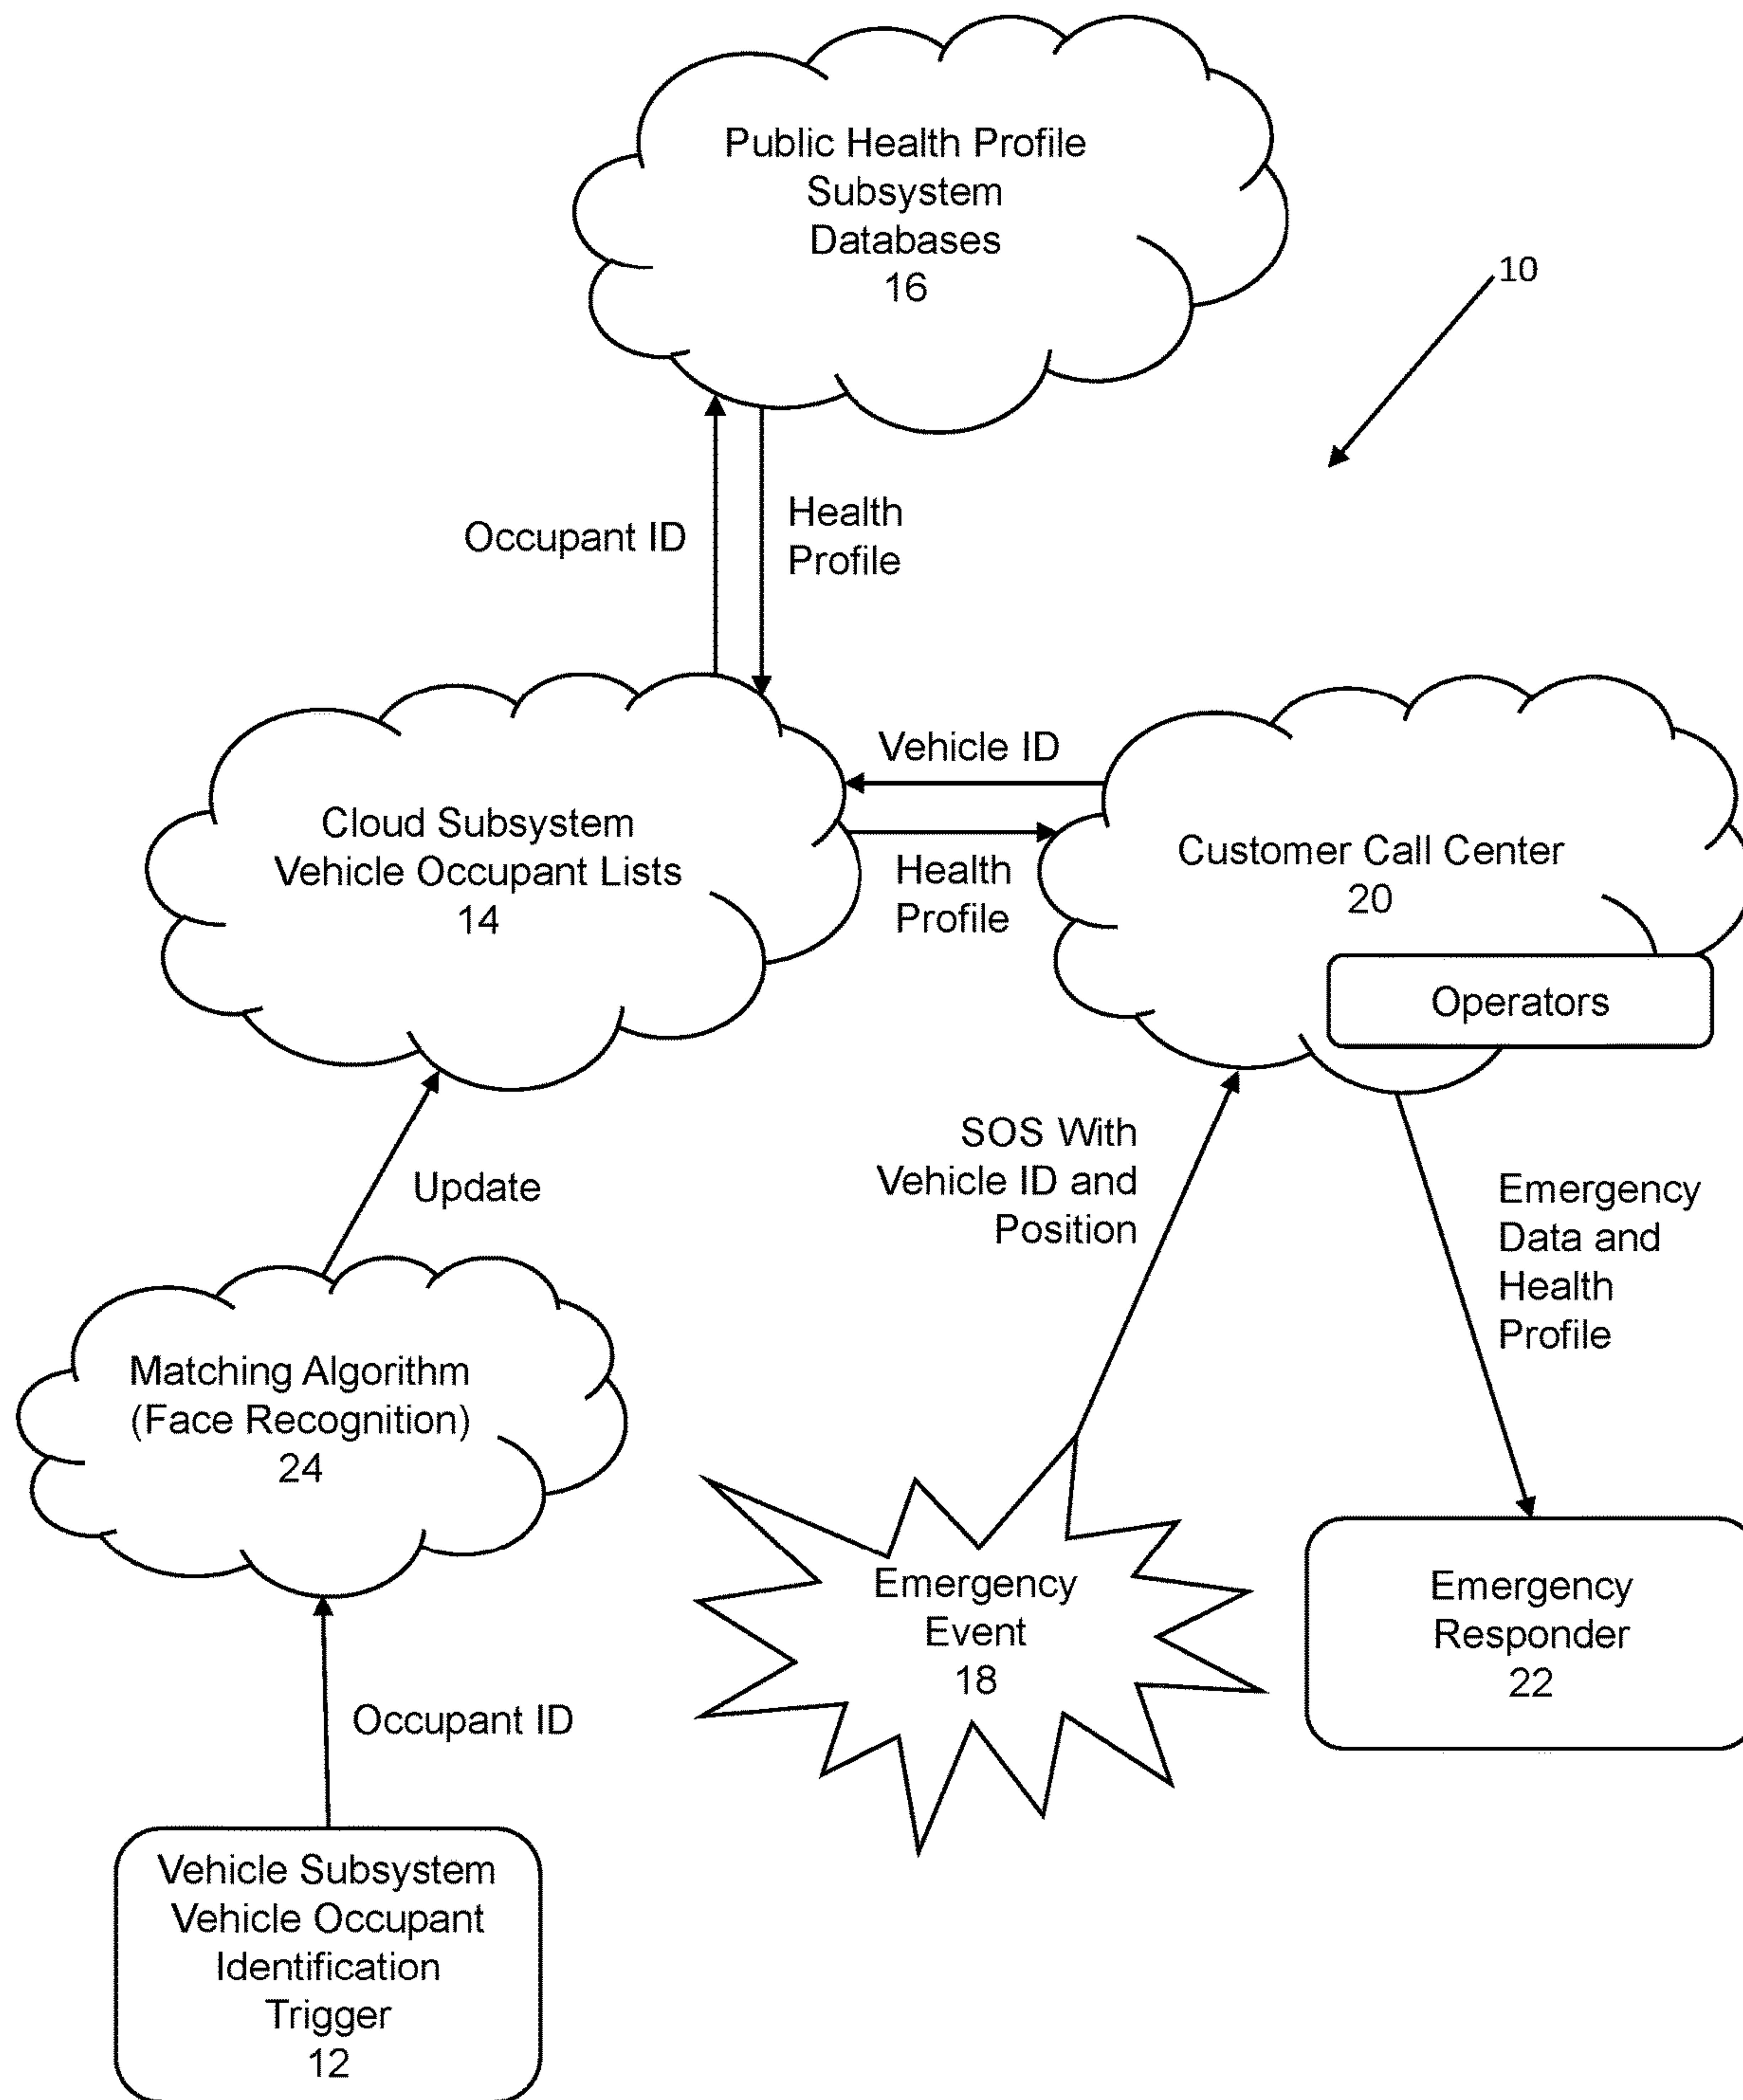 Public Health Profile
Subsystem
Databases
16
10
Occupant ID
Health
Profile
Vehicle ID
Cloud Subsystem
Vehicle Occupant Lists
14
Health
Profile
Customer Call Center
20
Operators
Update
SOS With
Vehicle ID and
Position
Emergency
Data and
Health
Profile
Matching Algorithm
(Face Recognition)
24
Emergency
Event
18
Emergency
Responder
22
Occupant ID
Vehicle Subsystem
Vehicle Occupant
Identification
Trigger
12